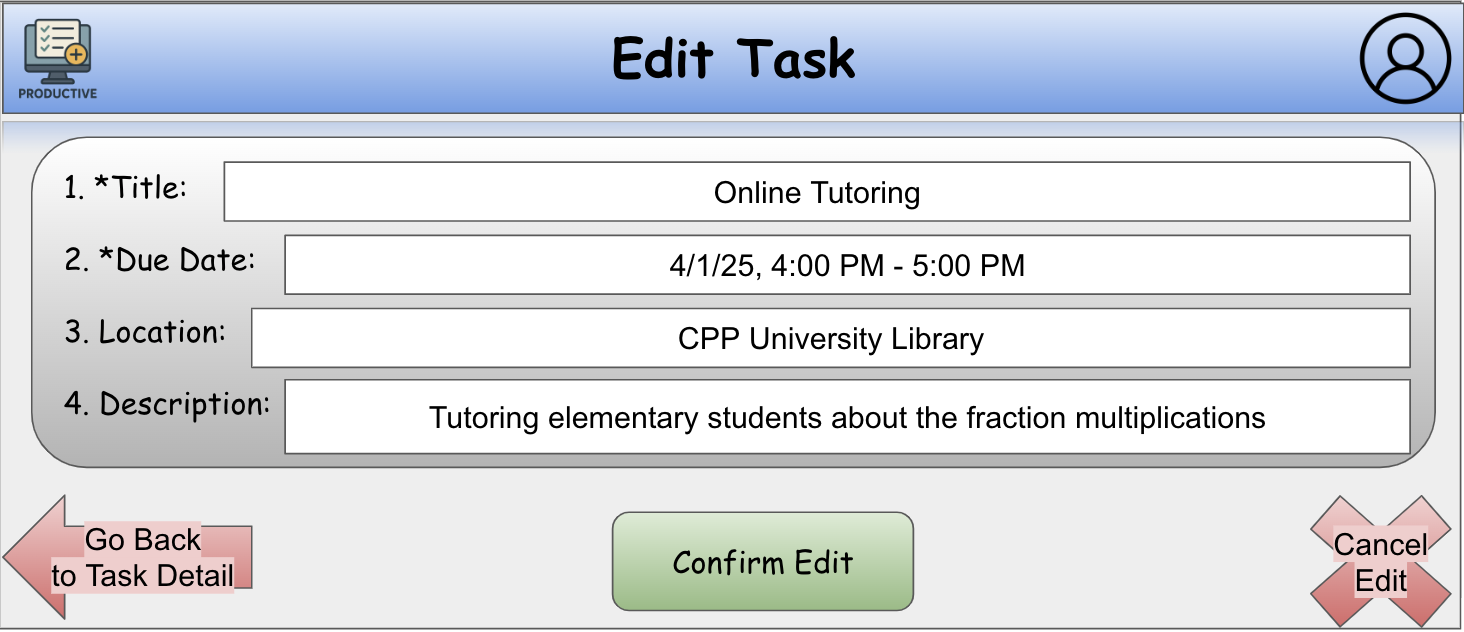 PRODUCTIVE
Edit Task
1. *Title:
Online Tutoring
2. *Due Date:
4/1/25, 4:00 PM - 5:00 PM
3. Location:
CPP University Library
4. Description:
Tutoring elementary students about the fraction multiplications
Go Back
to Task Detail
Confirm Edit
Cancel
Edit